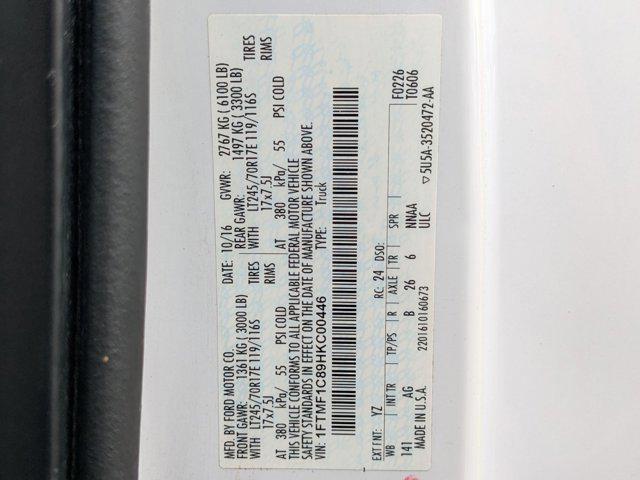 MFD. BY FORD MOTOR CO.
DATE: 10/16 GVWR: 2767 KG ( 6100 LB)
FRONT GAWR: 1361 KG ( 3000 LB) REAR GAWR: 1497 KG ( 3300 LB)
WITH LT245/70R17E 119/116S TIRES WITH LT245/70R17E 119/116S TIRES
17x7.5J RIMS 17x7.5J RIMS
AT 380 kPa/ 55 PSI COLD AT 380 kPa/ 55 PSI COLD
THIS VEHICLE CONFORMS TO ALL APPLICABLE FEDERAL MOTOR VEHICLE
SAFETY STANDARDS IN EFFECT ON THE DATE OF MANUFACTURE SHOWN ABOVE.
VIN: 1FTMF1C89HKC00446 TYPE: Truck
EXT INT: YZ RC: 24 DSO: F0226
WB INT TR TP/PS R AXLE TR SPR T0606
141 AG B 26 6 NNAA
ULC
MADE IN U.S.A. 2201610160673 ▽5U5A-3520472-AA